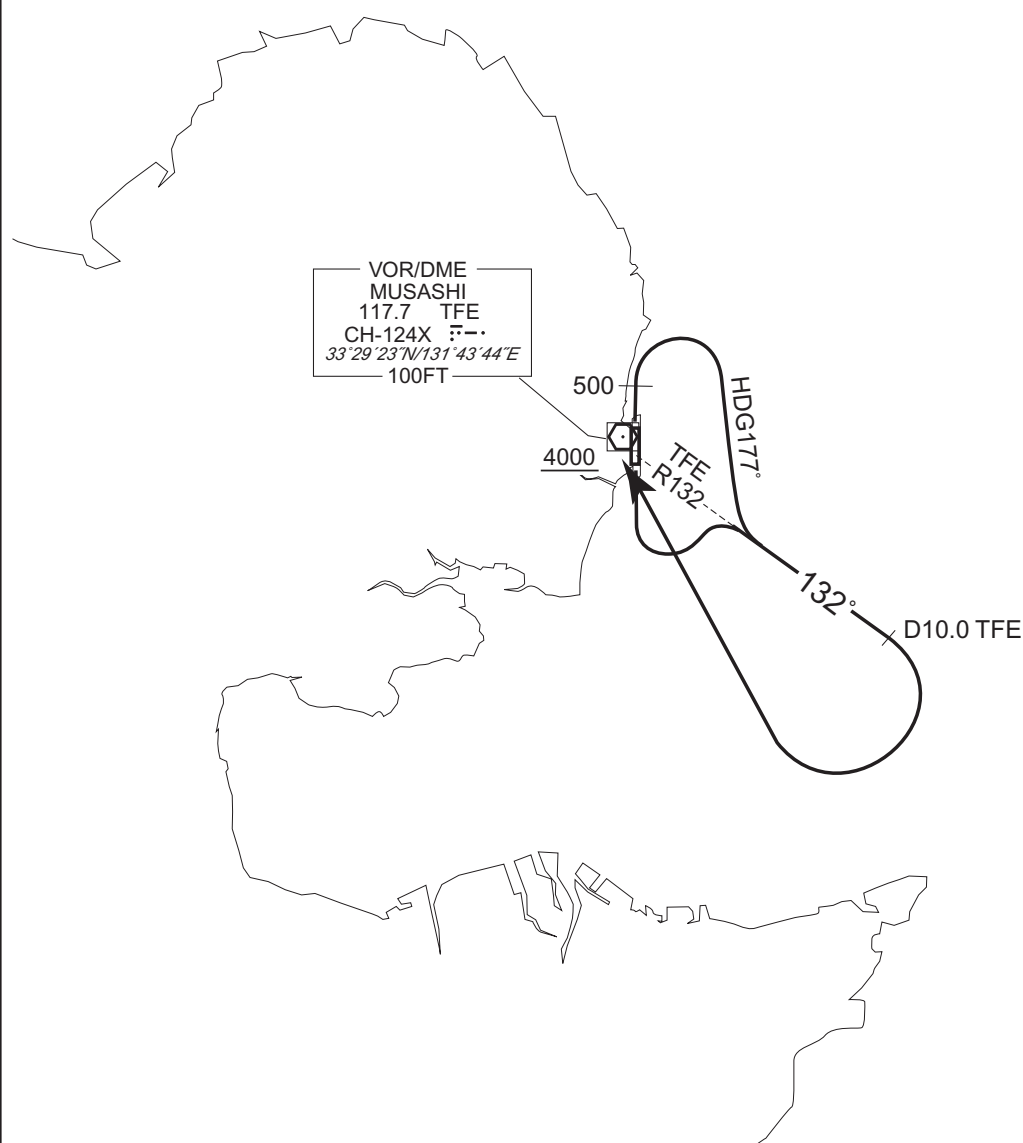 VOR/DME
MUSASHI
117.7 TFE
CH-124X
33°29′23″N/131°43′44″E
100FT
500
HDG177°
4000
TFE
R132
132°
D10.0 TFE